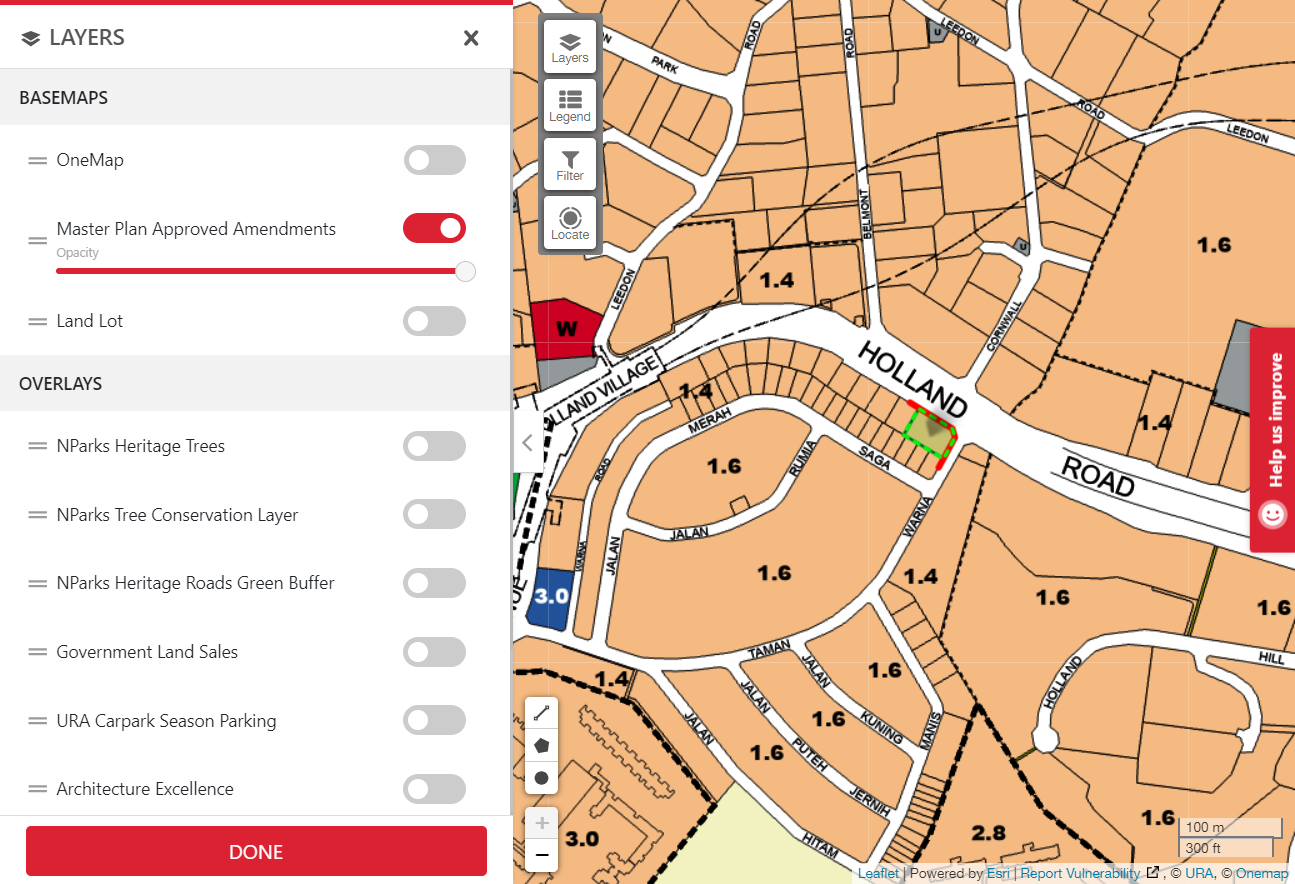 LAYERS
BASEMAPS
OneMap
Master Plan Approved Amendments
Opacity
Land Lot
OVERLAYS
NParks Heritage Trees
NParks Tree Conservation Layer
NParks Heritage Roads Green Buffer
Government Land Sales
URA Carpark Season Parking
Architecture Excellence
DONE
Layers
Legend
Filter
Locate
PARK
ROAD
ROAD
U
LEEDON
ROAD
LEEDON
BELMONT
U
1.6
1.4
LEEDON
CORNWALL
W
HOLLAND
LLAND VILLAGE
1.4
MERAH
1.4
Help us improve
1.6
RUMIA
SAGA
ROAD
ROAD
WARNA
JALAN
WARNA
JALAN
1.6
1.4
1.6
1.6
3.0
TAMAN
HILL
HOLLAND
1.4
JALAN
JALAN
JALAN
1.6
1.6
KUNING
MANIS
1.6
PUTEH
JERNIH
HITAM
3.0
2.8
1.6
100 m
300 ft
Leaflet | Powered by Esri | Report Vulnerability , © URA, © Onemap